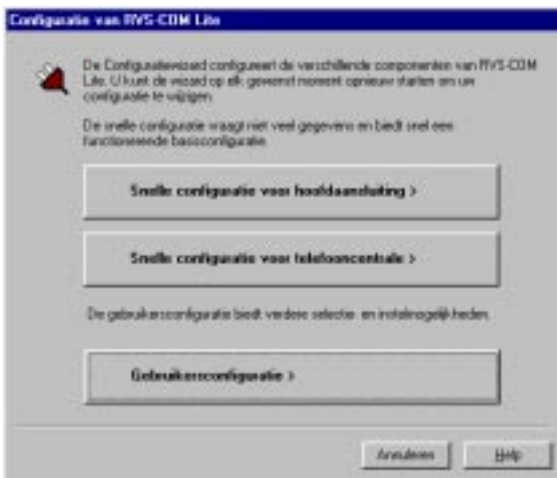 Configuratie van RVS-COM Lite
De Configuratiewizard configureert de verschillende componenten van RVS-COM
Lite. U kunt de wizard op elk gewenst moment opnieuw starten om uw
configuratie te wijzigen.
De snelle configuratie vraagt niet veel gegevens en biedt snel een
functionerende basisconfiguratie.
Snelle configuratie voor hoofdaansluiting >
Snelle configuratie voor telefooncentrale >
De gebruikersconfiguratie biedt verdere selectie- en instelmogelijkheden.
Gebruikersconfiguratie >
Annuleren
Help